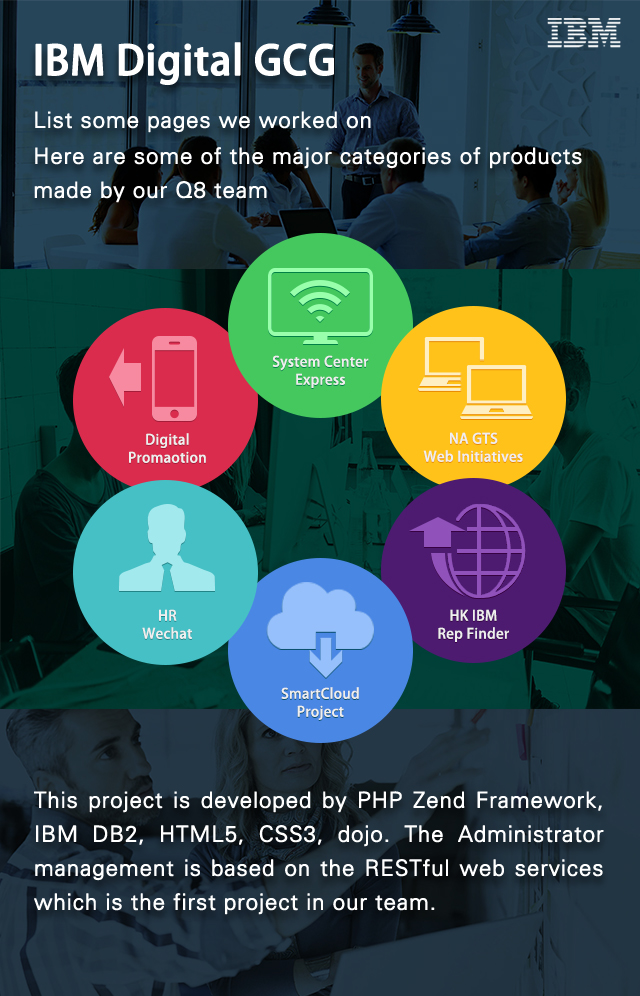 IBM
IBM Digital GCG
List some pages we worked on
Here are some of the major categories of products
made by our Q8 team
System Center
Express
Digital
Promaotion
NA GTS
Web Initiatives
HR
Wechat
HK IBM
Rep Finder
SmartCloud
Project
This project is developed by PHP Zend Framework,
IBM DB2, HTML5, CSS3, dojo. The Administrator
management is based on the RESTful web services
which is the first project in our team.